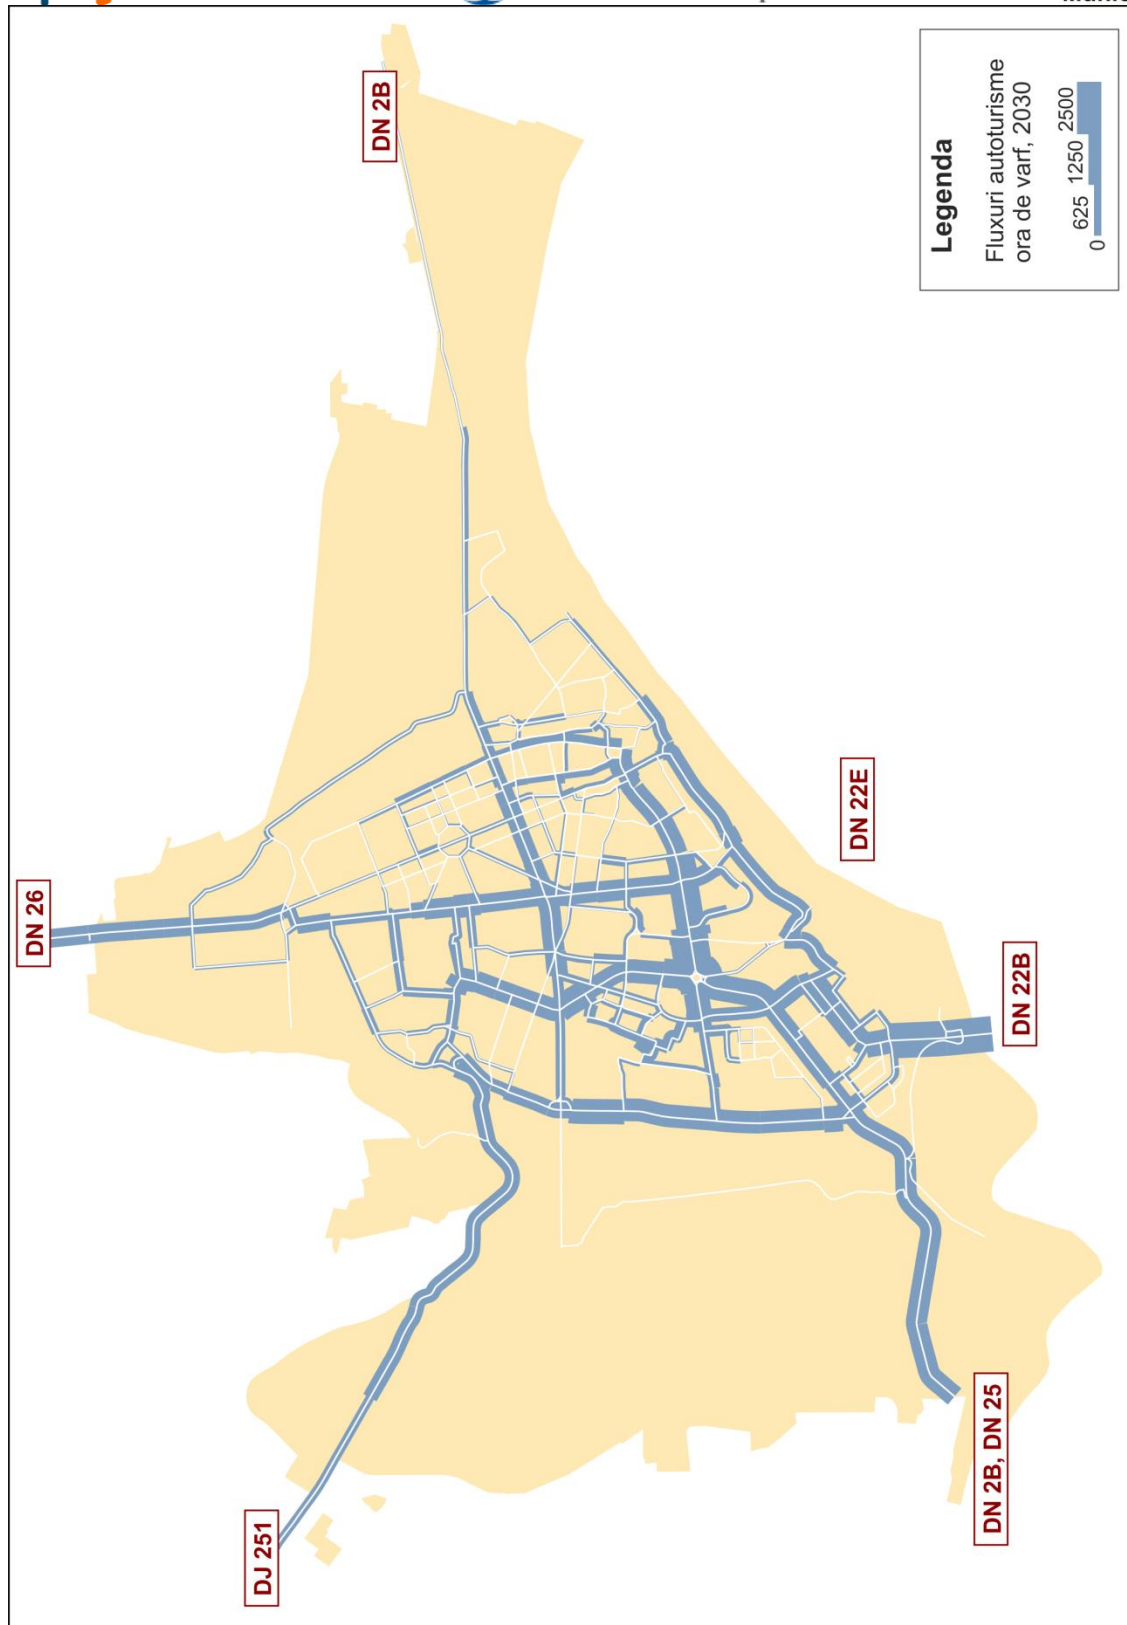 DN 2B
Legenda
Fluxuri autoturisme
ora de varf, 2030
0 625 1250 2500
DN 26
DN 22E
DN 22B
DN 2B, DN 25
DJ 251